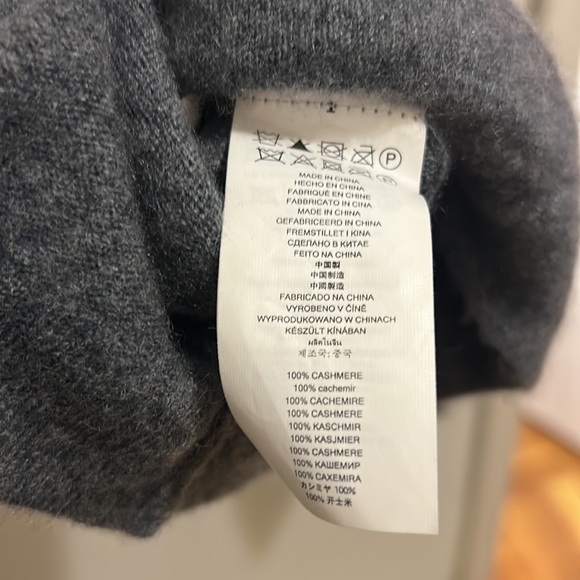 P
MADE IN CHINA
HECHO EN CHINA
FABRIQUÉ EN CHINE
FABBRICATO IN CINA
MADE IN CHINA
GEFABRICEERD IN CHINA
FREMSTILLET I KINA
СДЕЛАНО В КИТАЕ
FEITO NA CHINA
中国製
中国制造
中國製造
FABRICADO NA CHINA
VYROBENO V ČÍNĚ
WYPRODUKOWANO W CHINACH
KÉSZÜLT KÍNÁBAN
ผลิตในจีน
제조국:중국
100% CASHMERE
100% cachemir
100% CACHEMIRE
100% CASHMERE
100% KASCHMIR
100% KASJMIER
100% CASHMERE
100% КАШЕМИР
100% CAXEMIRA
カシミヤ 100%
100% 开士米